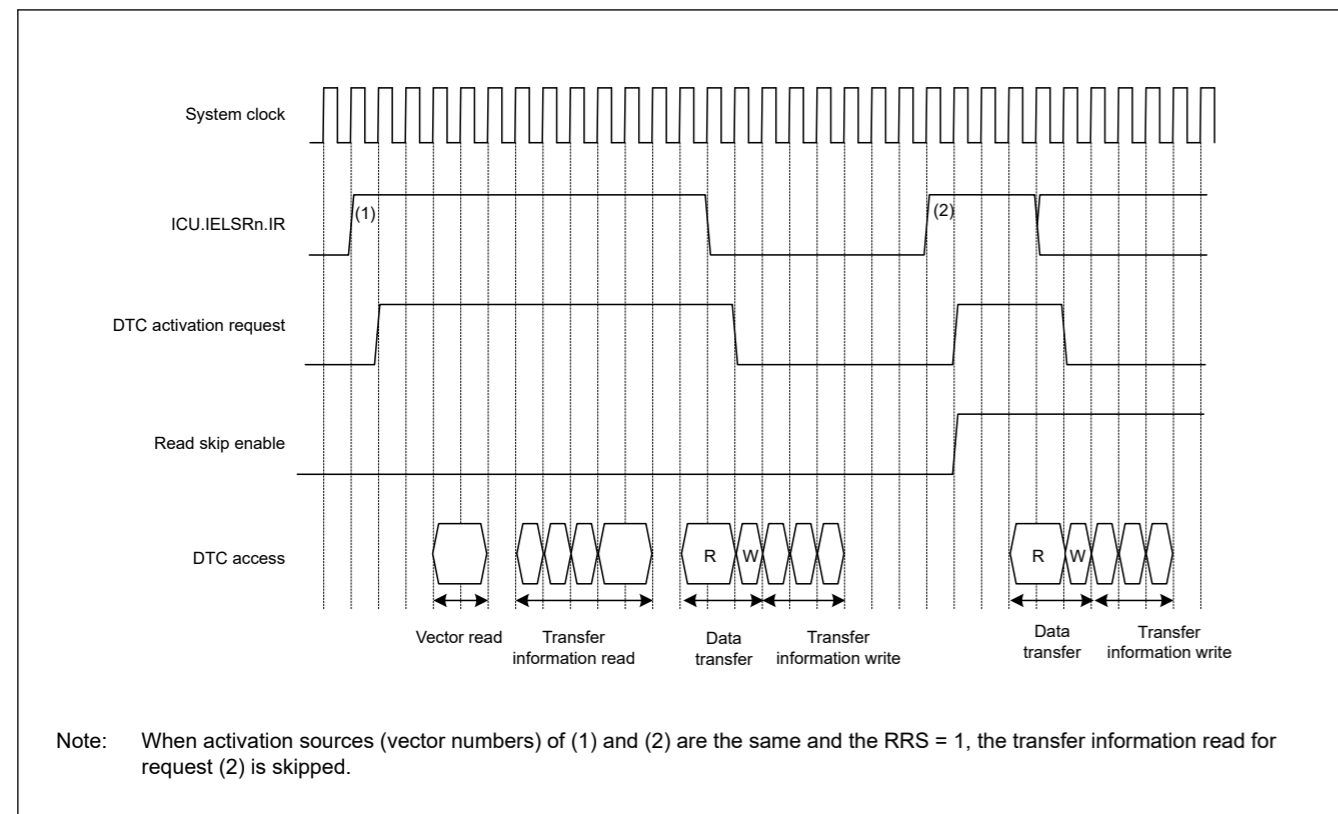 System clock
ICU.IELSRn.IR
(1)
(2)
DTC activation request
Read skip enable
DTC access
R
W
R
W
Vector read
Transfer
information read
Data
transfer
Transfer
information write
Data
transfer
Transfer
information write
Note: When activation sources (vector numbers) of (1) and (2) are the same and the RRS = 1, the transfer information read for
request (2) is skipped.